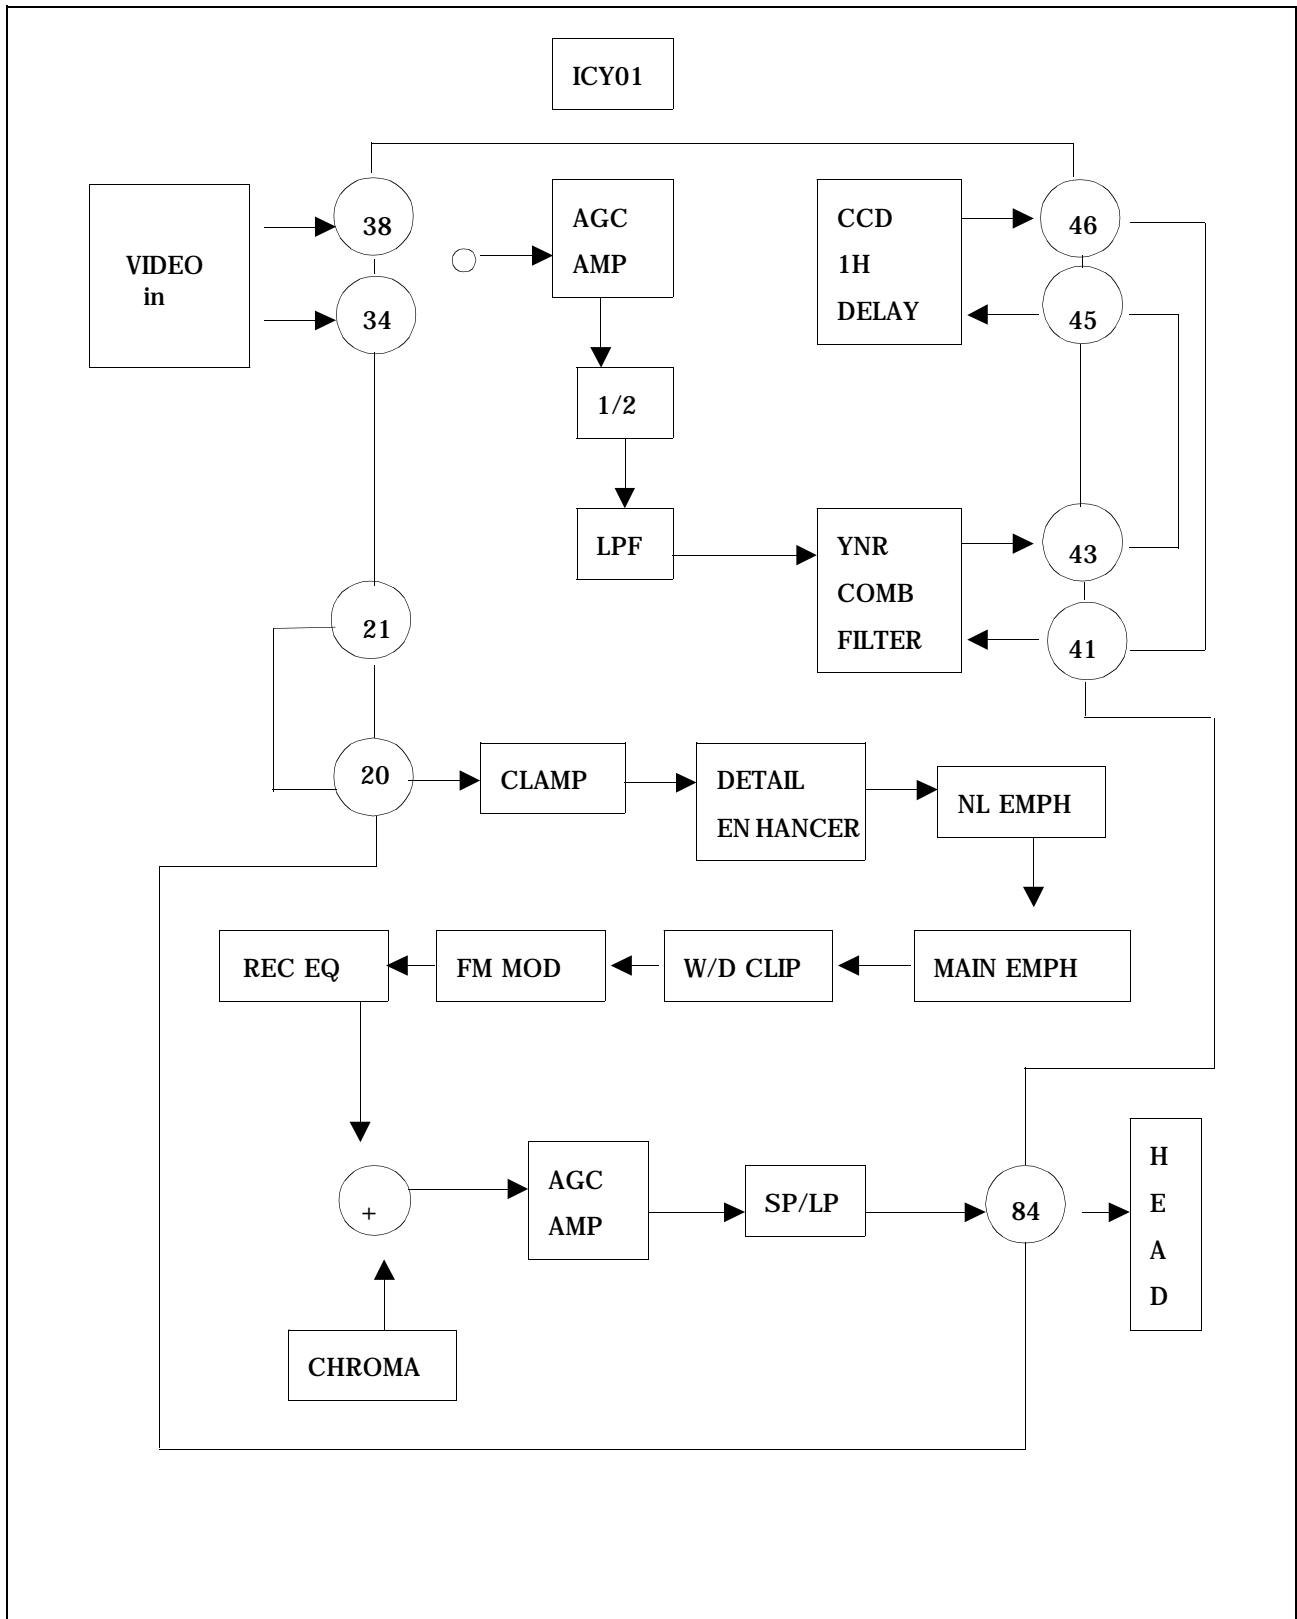 ICY01
VIDEO
in
38
34
AGC
AMP
CCD
1H
DELAY
46
45
1/2
LPF
YNR
COMB
FILTER
43
41
21
20
CLAMP
DETAIL
EN HANCER
NL EMPH
REC EQ
FM MOD
W/D CLIP
MAIN EMPH
+
AGC
AMP
SP/LP
84
H
E
A
D
CHROMA